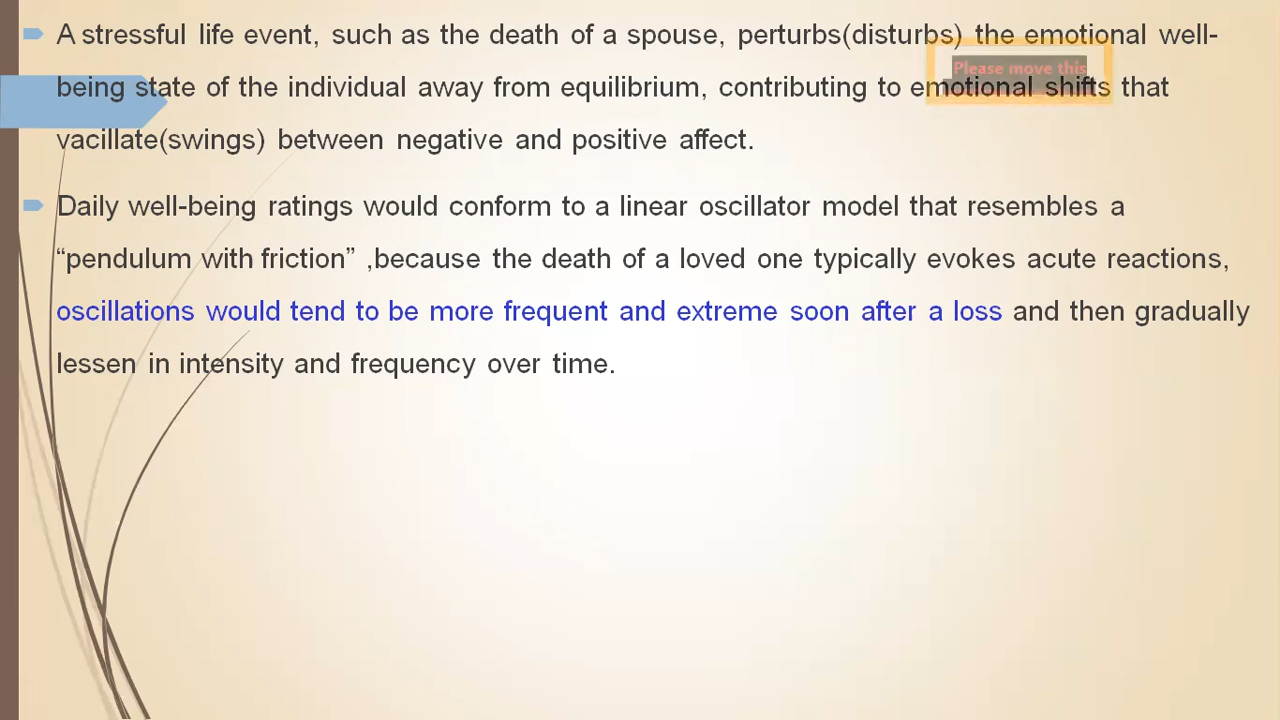 A stressful life event, such as the death of a spouse, perturbs(disturbs) the emotional well-
Please move this
being state of the individual away from equilibrium, contributing to emotional shifts that
vacillate(swings) between negative and positive affect.
Daily well-being ratings would conform to a linear oscillator model that resembles a
“pendulum with friction” ,because the death of a loved one typically evokes acute reactions,
oscillations would tend to be more frequent and extreme soon after a loss and then gradually
lessen in intensity and frequency over time.